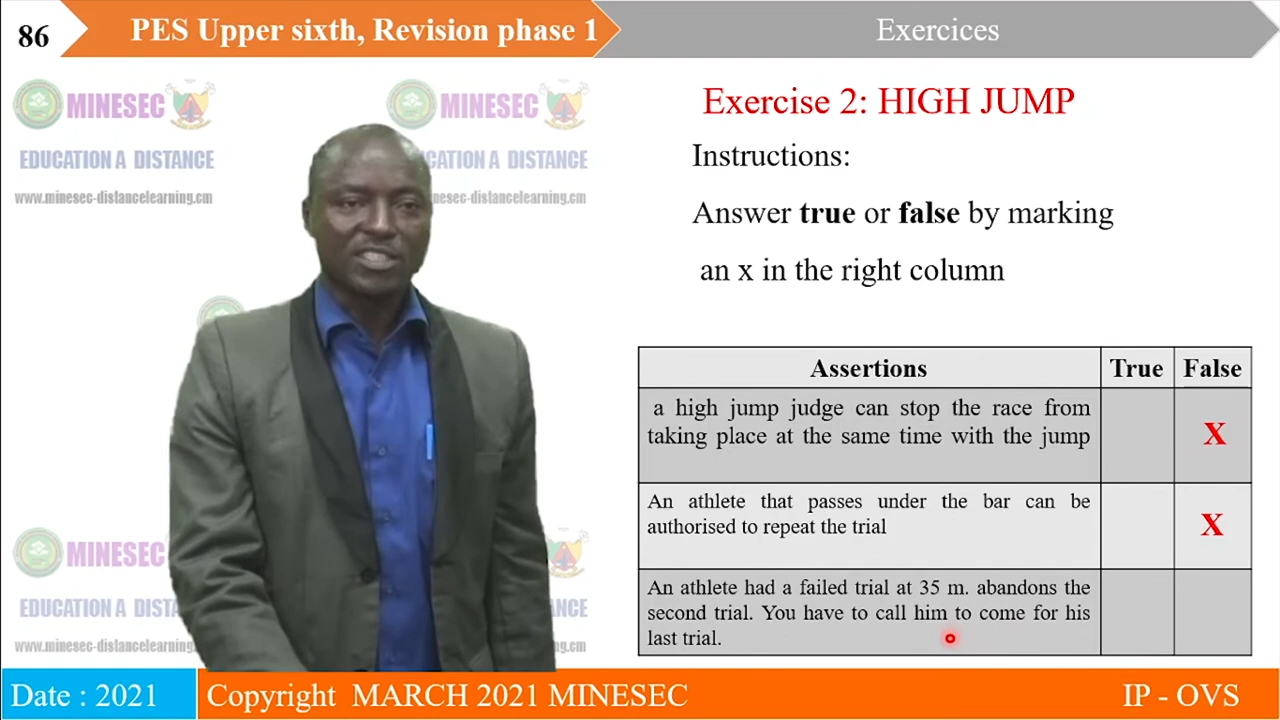 86
PES Upper sixth, Revision phase 1
Exercices
MINESEC
EDUCATION A DISTANCE
www.minesec-distancelearning.cm
MINESEC
CATION A DISTANCE
nesec-distancelearning.cm
Exercise 2: HIGH JUMP
Instructions:
Answer true or false by marking
an x in the right column
Assertions True False
a high jump judge can stop the race from
taking place at the same time with the jump
X
An athlete that passes under the bar can be
authorised to repeat the trial
X
An athlete had a failed trial at 35 m. abandons the
second trial. You have to call him to come for his
last trial.
MINESEC
EDUCATION A DISTA
NCE
www.minesec-distancelearning
ng.cm
Date : 2021
Copyright MARCH 2021 MINESEC
IP - OVS